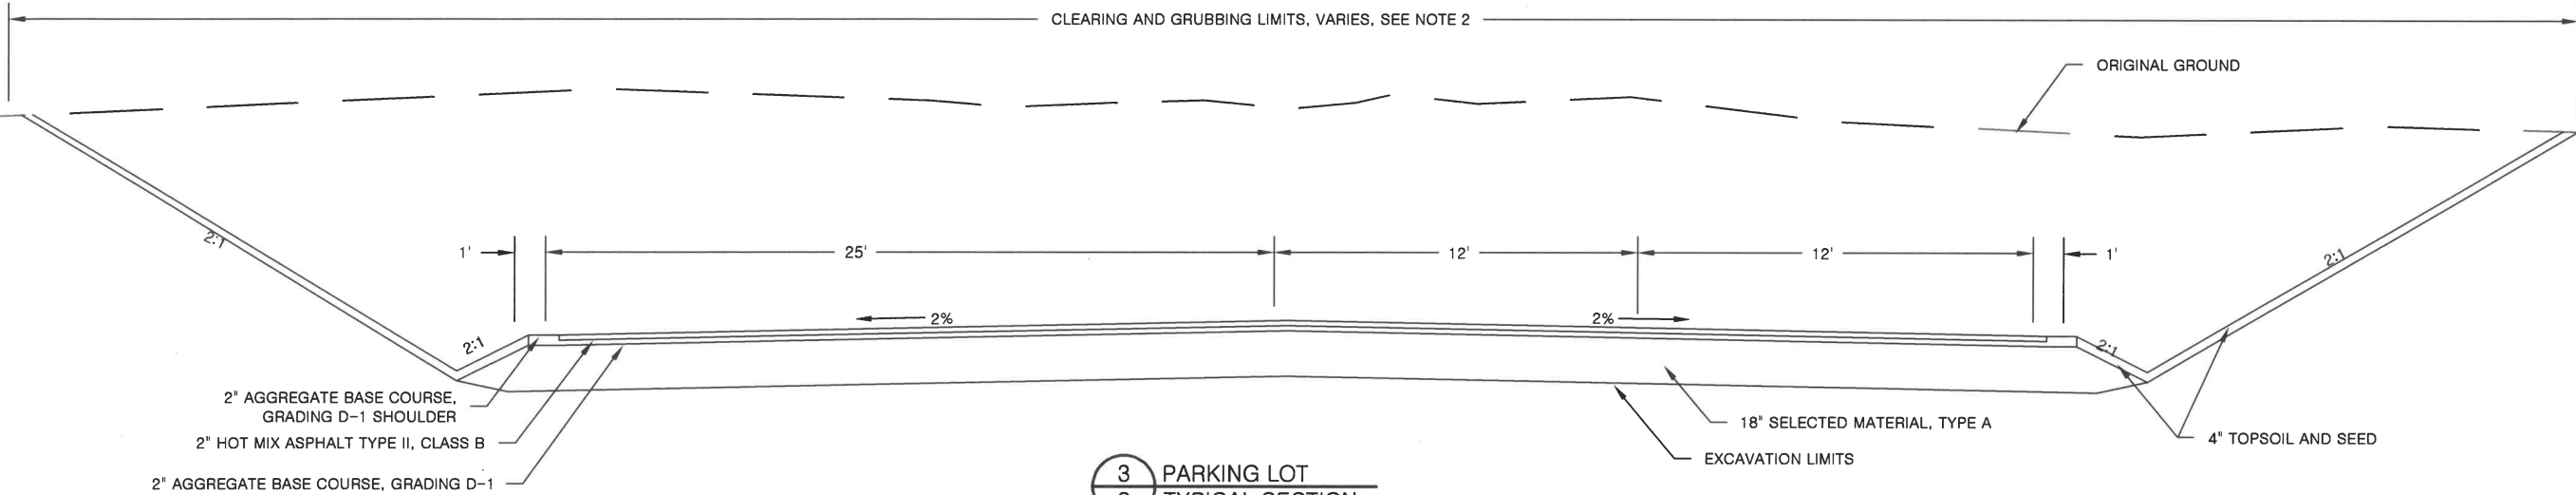 CLEARING AND GRUBBING LIMITS, VARIES, SEE NOTE 2
ORIGINAL GROUND
2:1
1'
25'
12'
12'
1'
2:1
2:1
2%
2%
2:1
2" AGGREGATE BASE COURSE,
GRADING D-1 SHOULDER
2" HOT MIX ASPHALT TYPE II, CLASS B
2" AGGREGATE BASE COURSE, GRADING D-1
18" SELECTED MATERIAL, TYPE A
EXCAVATION LIMITS
4" TOPSOIL AND SEED
3
PARKING LOT
TYPICAL SECTION